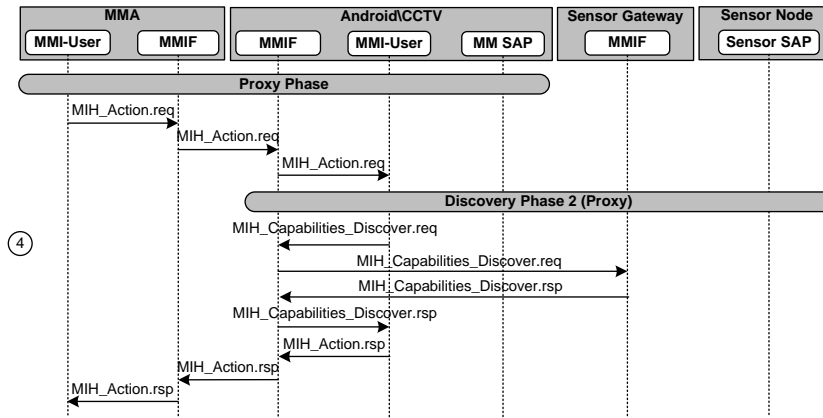 MMA
Android\CCTV
Sensor Gateway
Sensor Node
MMI-User
MMIF
MMIF
MMI-User
MM SAP
MMIF
Sensor SAP
Proxy Phase
MIH_Action.req
MIH_Action.req
MIH_Action.req
Discovery Phase 2 (Proxy)
MIH_Capabilities_Discover.req
4
MIH_Capabilities_Discover.req
MIH_Capabilities_Discover.rsp
MIH_Capabilities_Discover.rsp
MIH_Action.rsp
MIH_Action.rsp
MIH_Action.rsp